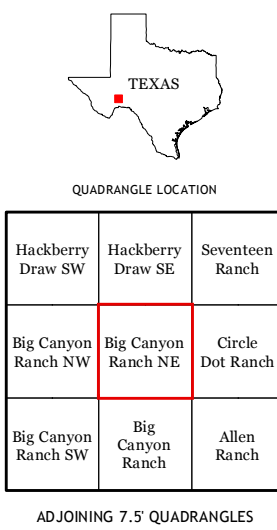 TEXAS
QUADRANGLE LOCATION
Hackberry
Draw SW
Hackberry
Draw SE
Seventeen
Ranch
Big Canyon
Ranch NW
Big Canyon
Ranch NE
Circle
Dot Ranch
Big Canyon
Ranch SW
Big
Canyon
Ranch
Allen
Ranch
ADJOINING 7.5' QUADRANGLES